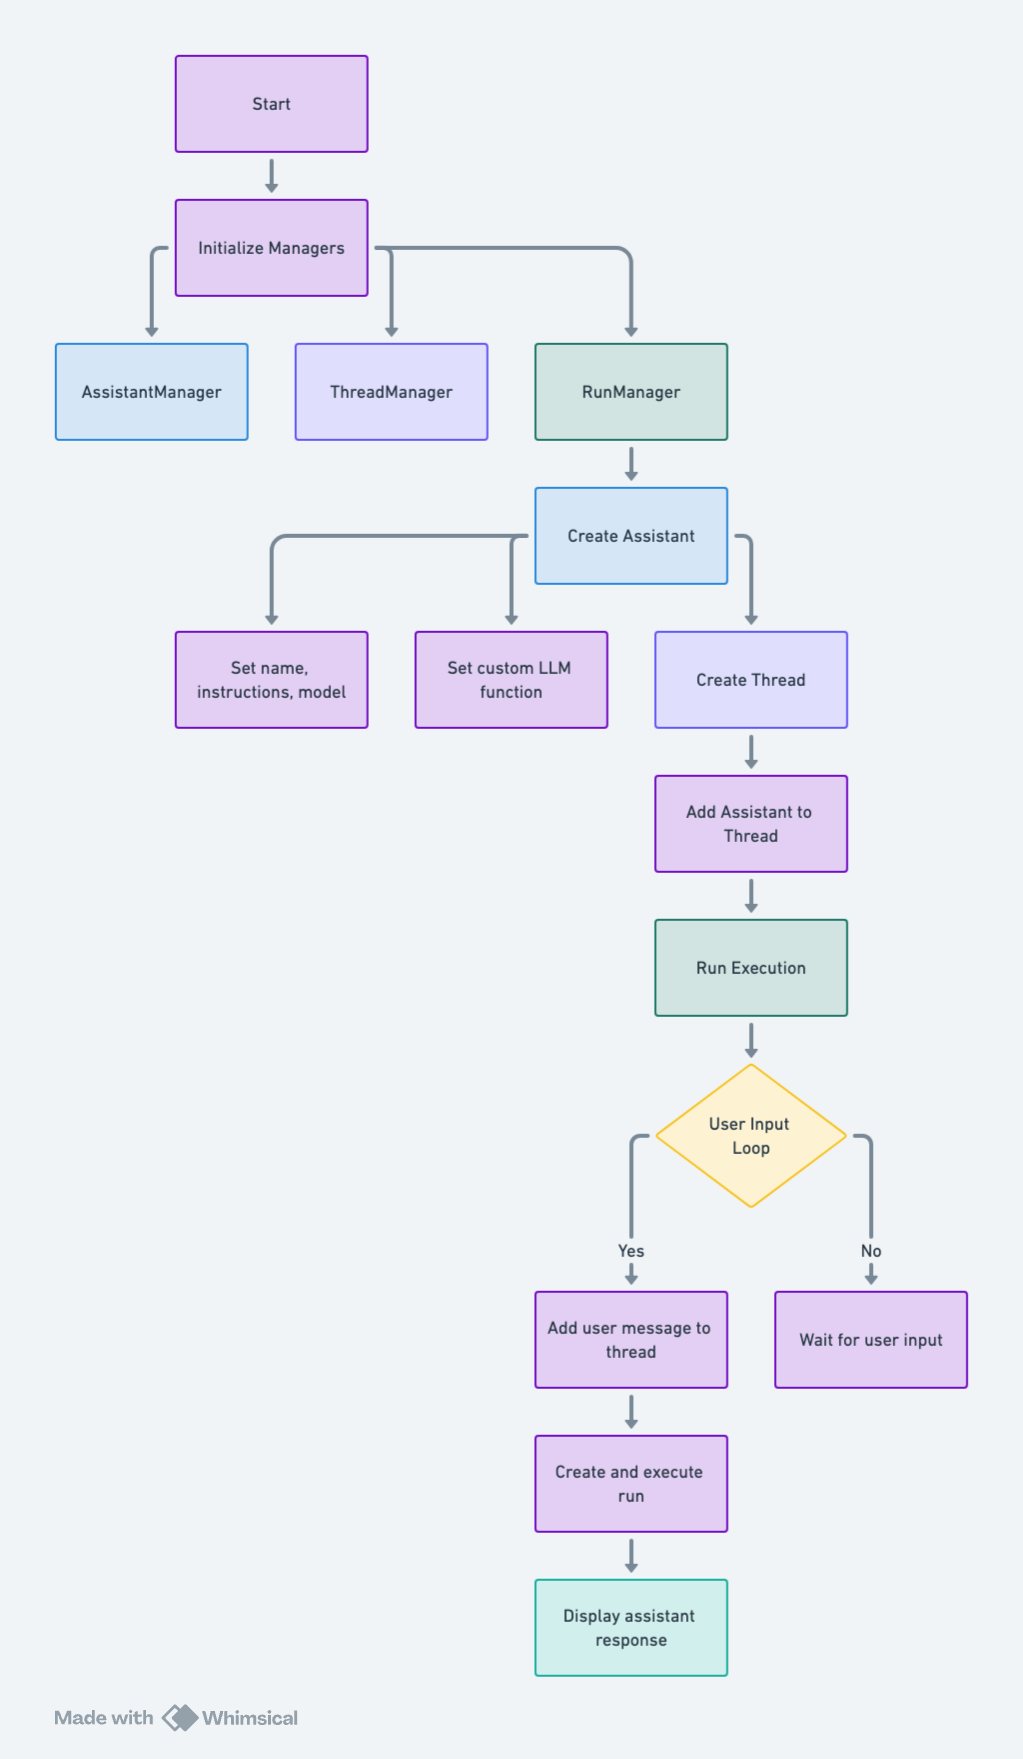 Start
Initialize Managers
AssistantManager
ThreadManager
RunManager
Create Assistant
Set name,
instructions, model
Set custom LLM
function
Create Thread
Add Assistant to
Thread
Run Execution
User Input
Loop
Yes
No
Add user message to
thread
Wait for user input
Create and execute
run
Display assistant
response
Made with Whimsical